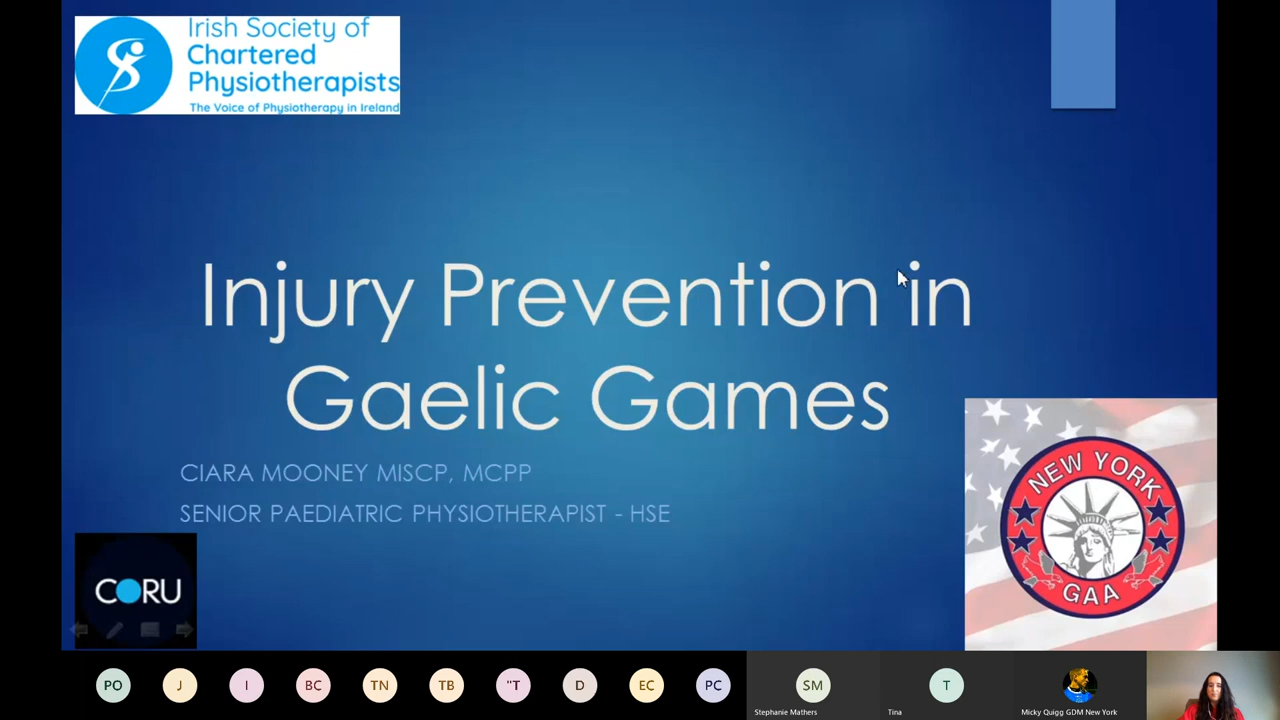 Irish Society of
Chartered
Physiotherapists
The Voice of Physiotherapy in Ireland
Injury Prevention in
Gaelic Games
CIARA MOONEY MISCP, MCPP
SENIOR PAEDIATRIC PHYSIOTHERAPIST - HSE
CORU
NEW YORK
GAA
PO
J
I
BC
TN
TB
"T
D
EC
PC
SM
T
Stephanie Mathers
Tina
Micky Quigg GDM New York